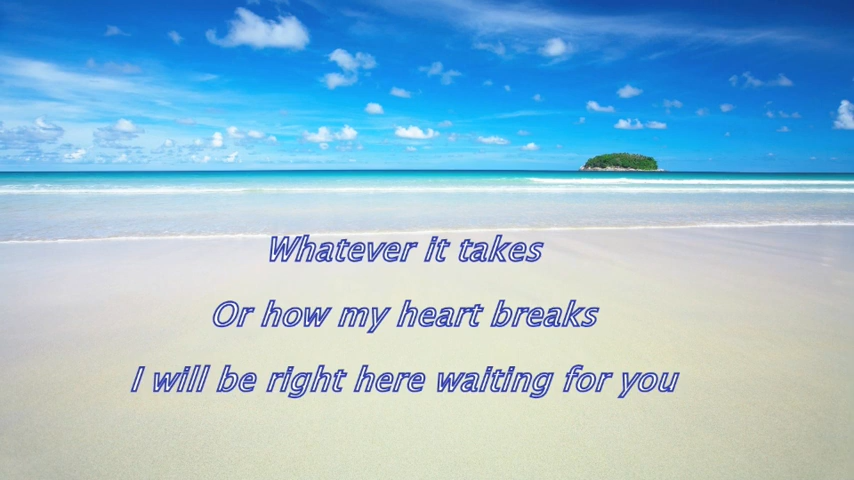 Whatever it takes
Or how my heart breaks
I will be right here waiting for you